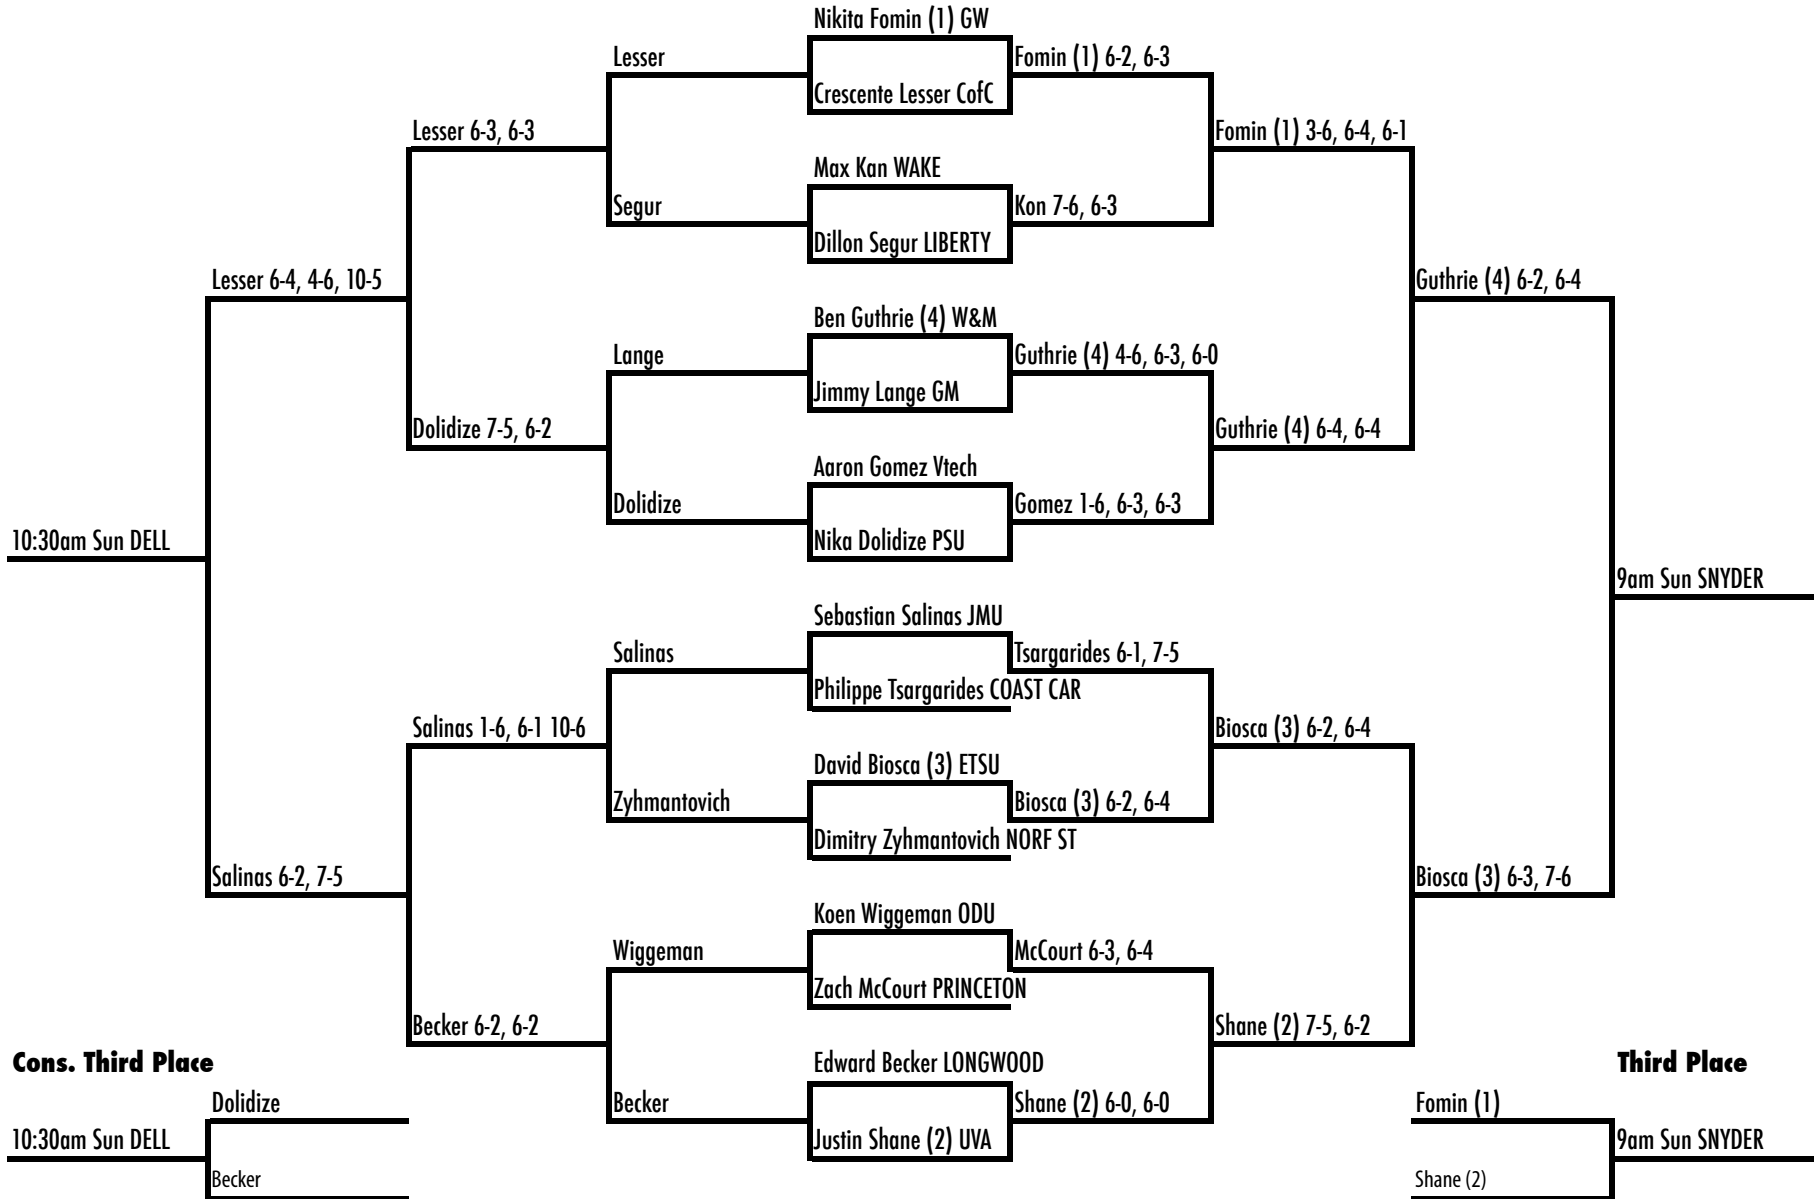 Nikita Fomin (1) GW
Lesser
Fomin (1) 6-2, 6-3
Crescente Lesser CofC
Lesser 6-3, 6-3
Fomin (1) 3-6, 6-4, 6-1
Max Kan WAKE
Segur
Kon 7-6, 6-3
Dillon Segur LIBERTY
Lesser 6-4, 4-6, 10-5
Guthrie (4) 6-2, 6-4
Ben Guthrie (4) W&M
Lange
Guthrie (4) 4-6, 6-3, 6-0
Jimmy Lange GM
Dolidize 7-5, 6-2
Guthrie (4) 6-4, 6-4
Aaron Gomez Vtech
Dolidize
Gomez 1-6, 6-3, 6-3
10:30am Sun DELL
Nika Dolidize PSU
9am Sun SNYDER
Sebastian Salinas JMU
Salinas
Tsargarides 6-1, 7-5
Philippe Tsargarides COAST CAR
Salinas 1-6, 6-1 10-6
Biosca (3) 6-2, 6-4
David Biosca (3) ETSU
Zyhmantovich
Biosca (3) 6-2, 6-4
Dimitry Zyhmantovich NORF ST
Salinas 6-2, 7-5
Biosca (3) 6-3, 7-6
Koen Wiggeman ODU
Wiggeman
McCourt 6-3, 6-4
Zach McCourt PRINCETON
Becker 6-2, 6-2
Shane (2) 7-5, 6-2
Cons. Third Place
Edward Becker LONGWOOD
Third Place
Dolidize
Becker
Shane (2) 6-0, 6-0
Fomin (1)
10:30am Sun DELL
Justin Shane (2) UVA
9am Sun SNYDER
Becker
Shane (2)